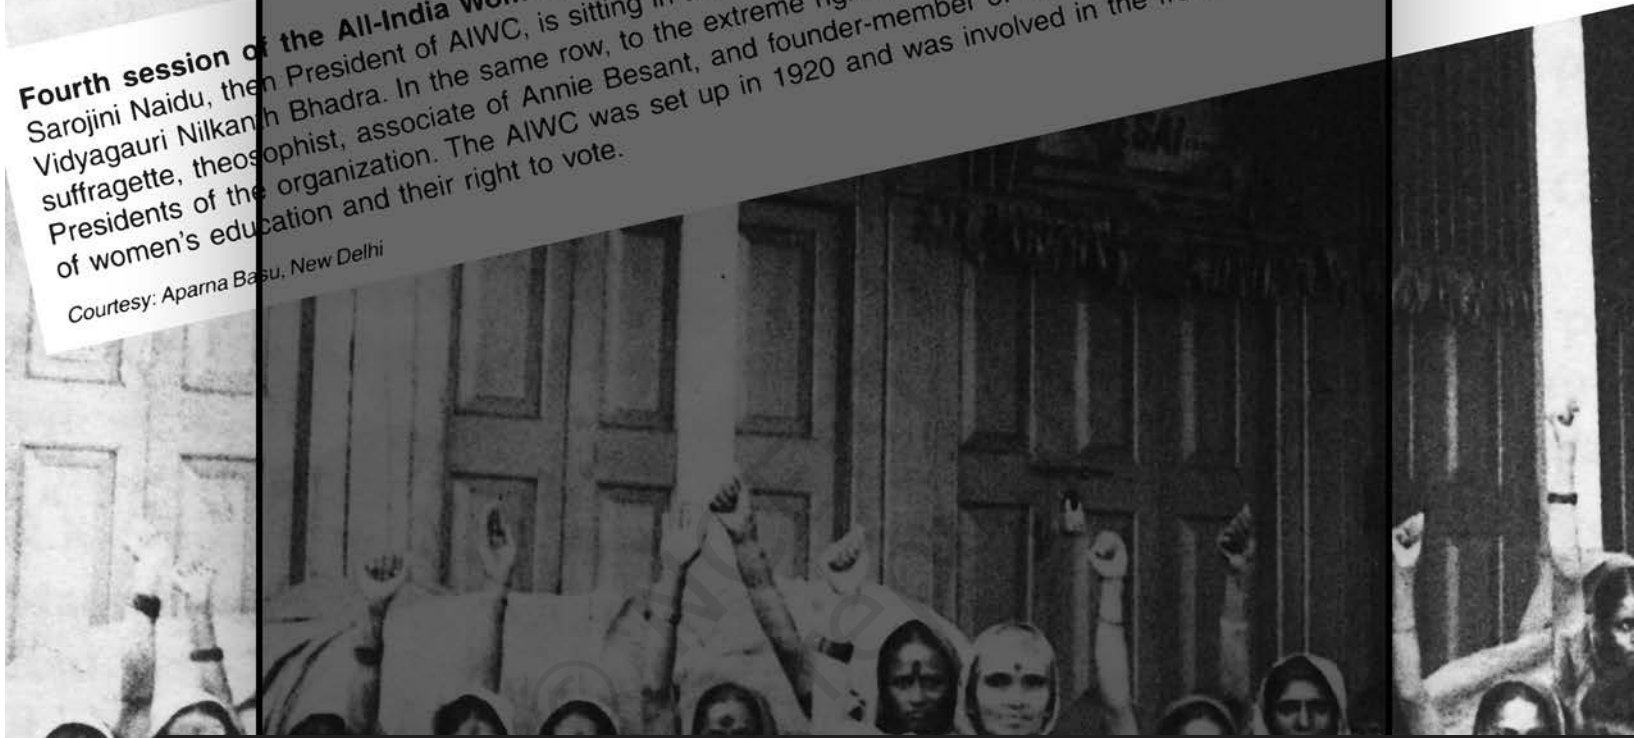 Fourth session of the All-India
Sarojini Naidu, then President of AIWC, is sitting in
Vidyagauri Nilkanth Bhadra. In the same row, to the extreme
suffragette, theosophist, associate of Annie Besant, and founder-member
Presidents of the organization. The AIWC was set up in 1920 and was involved in the
of women's education and their right to vote.
Courtesy: Aparna Basu, New Delhi